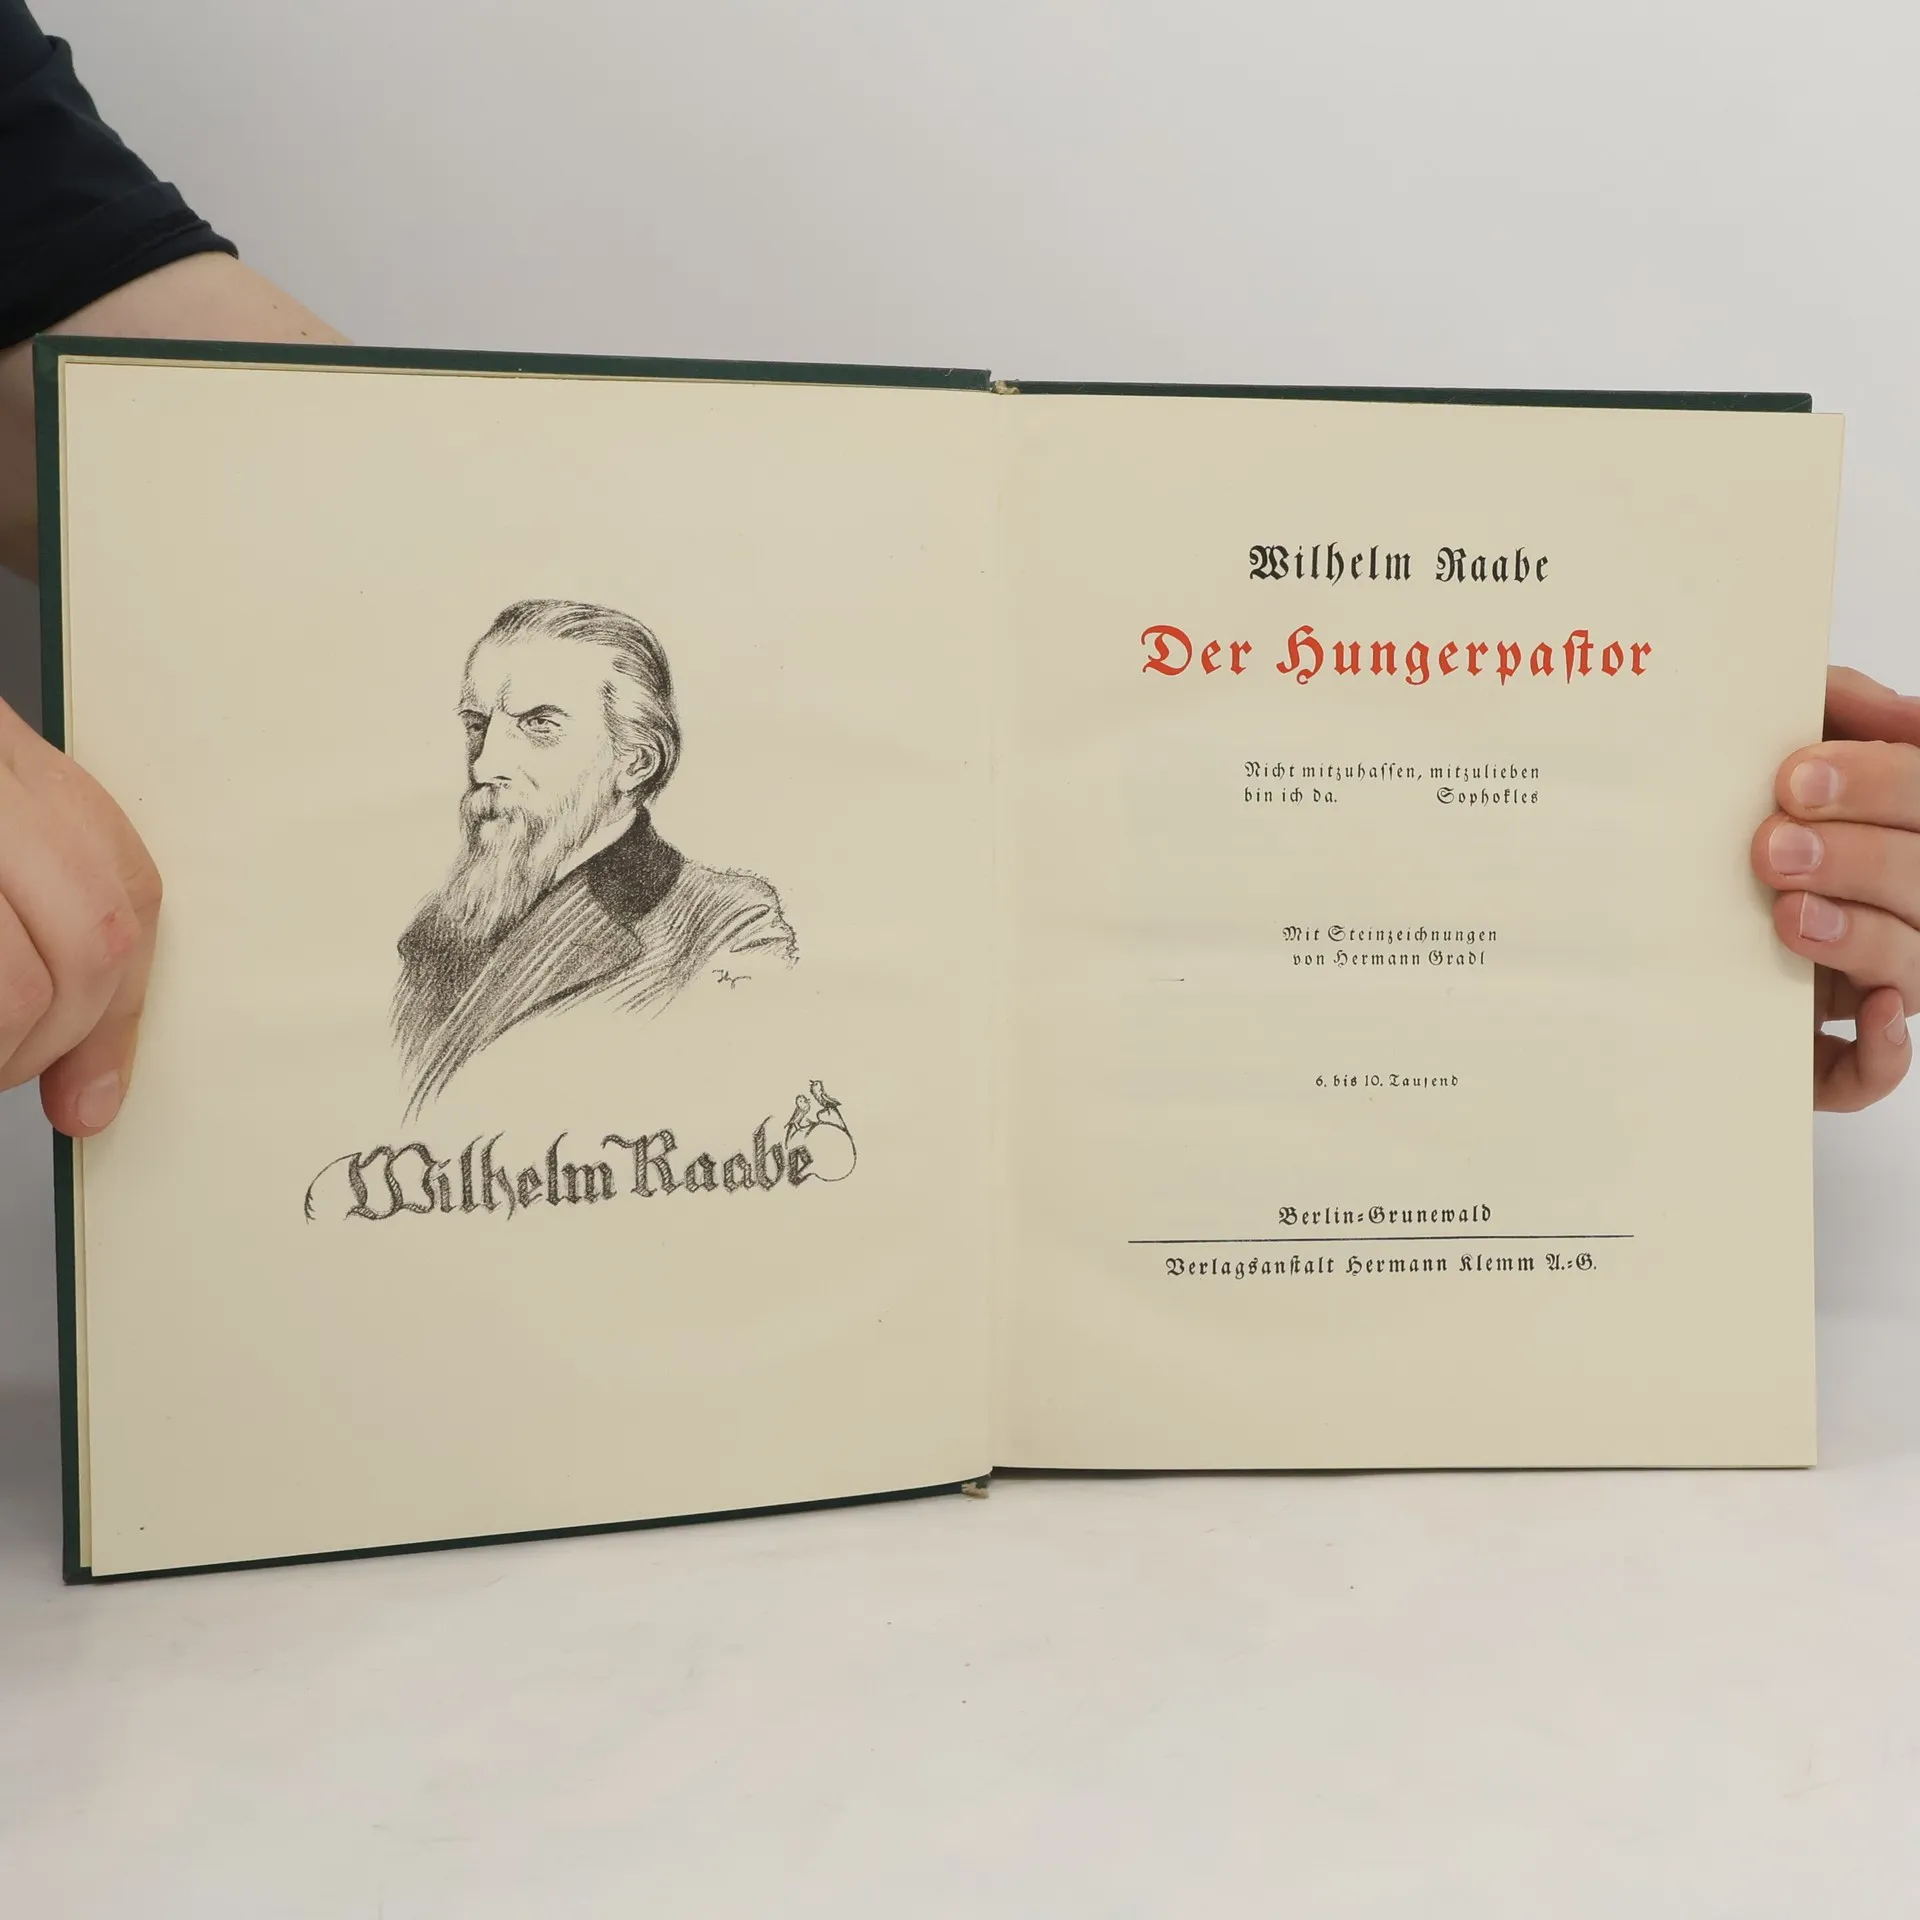 Wilhelm Raabe
Wilhelm Raabe
Der Hungerpaſtor
Nicht mitzuhaſſen, mitzulieben
bin ich da. Sophokles
Mit Steinzeichnungen
von Hermann Gradl
6. bis 10. Tauſend
Berlin-Grunewald
Verlagsanſtalt Hermann Klemm A.-G.